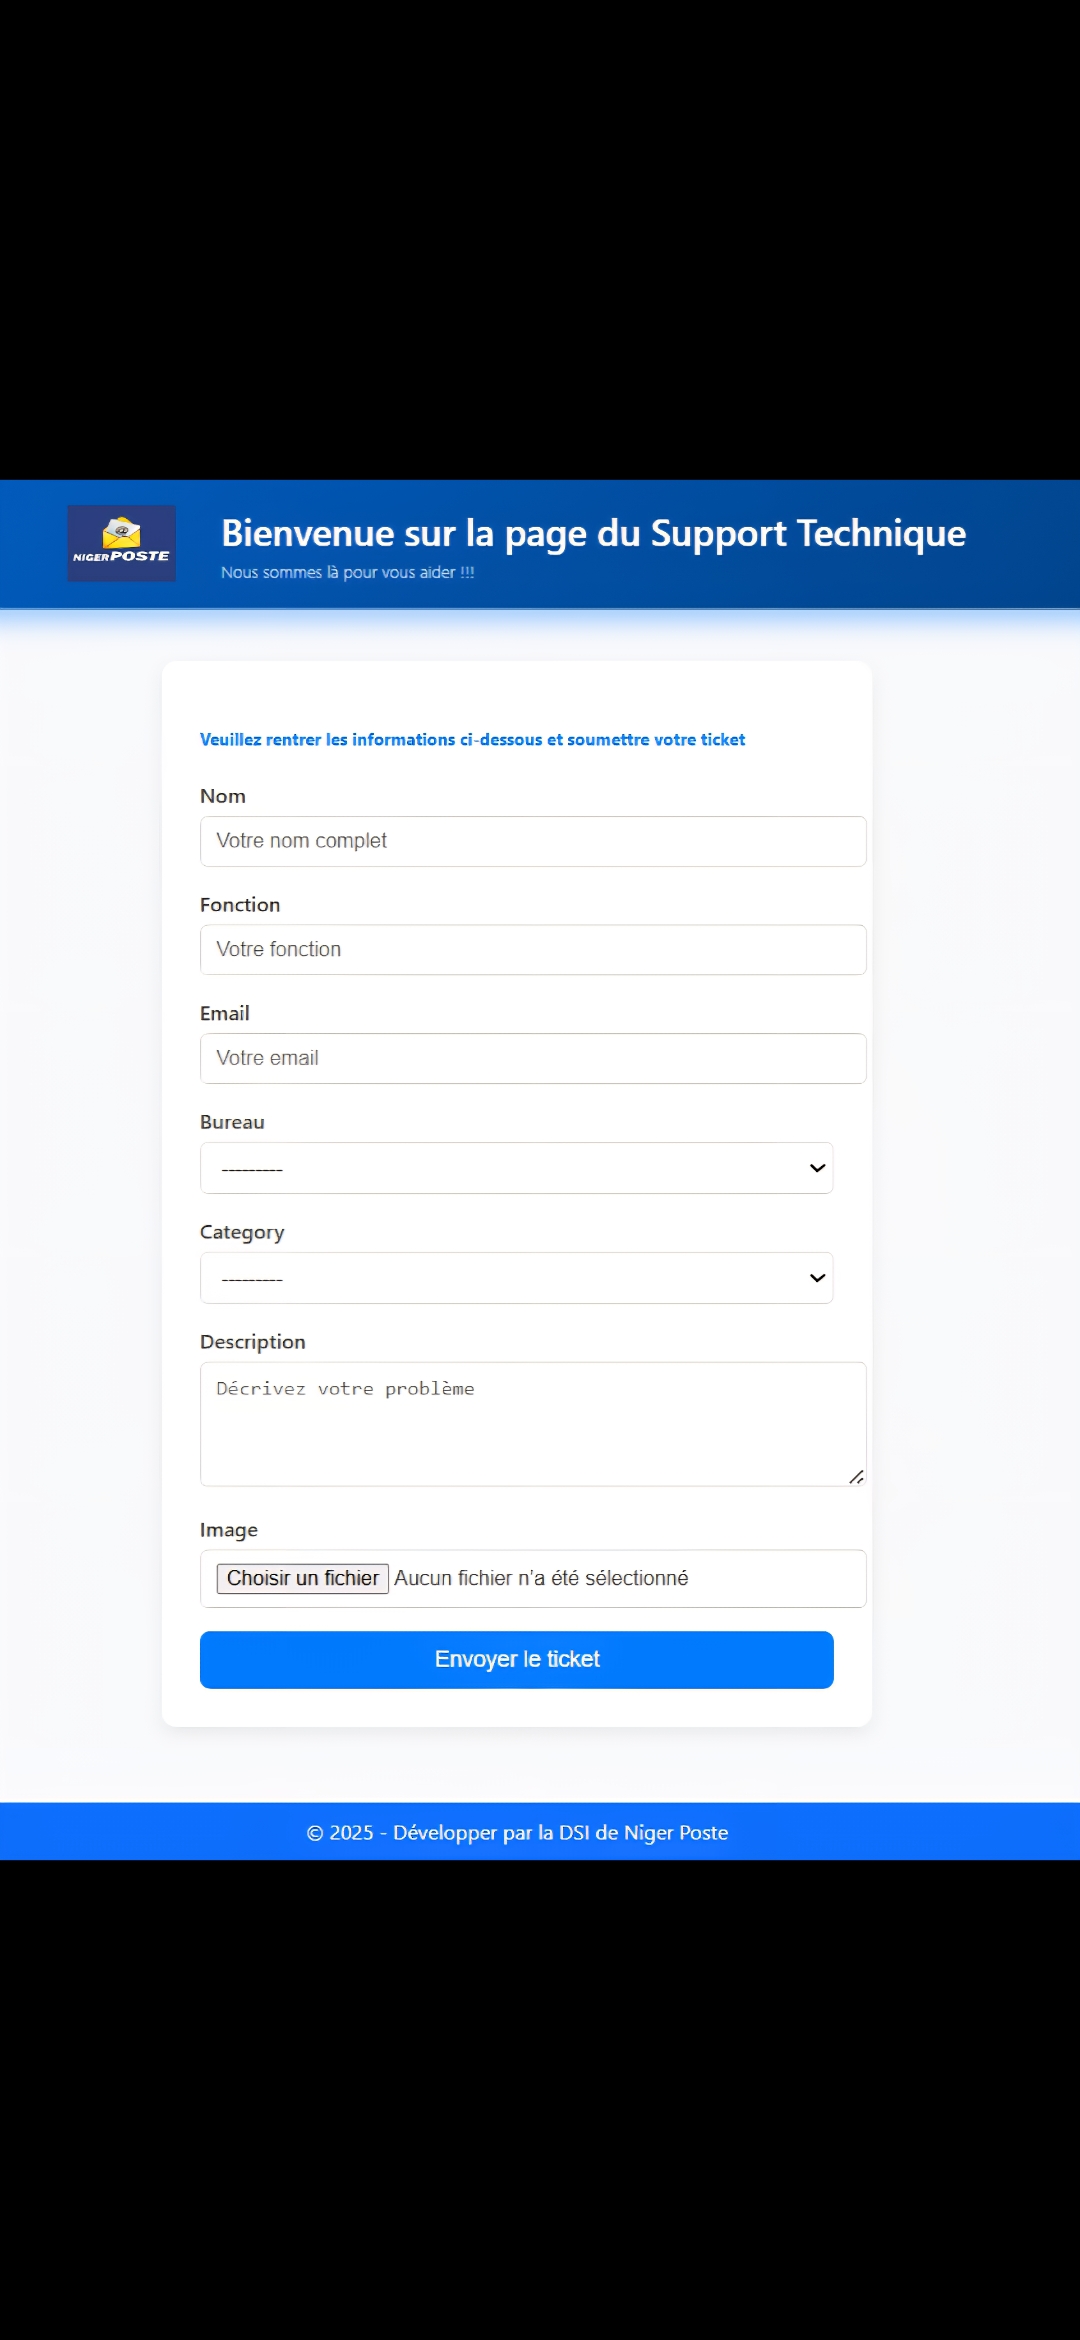 NIGERPOSTE
Bienvenue sur la page du Support Technique
Nous sommes là pour vous aider !!!
Veuillez rentrer les informations ci-dessous et soumettre votre ticket
Nom
Votre nom complet
Fonction
Votre fonction
Email
Votre email
Bureau
---------
Category
---------
Description
Décrivez votre problème
Image
Choisir un fichier Aucun fichier n'a été sélectionné
Envoyer le ticket
© 2025 - Développer par la DSI de Niger Poste